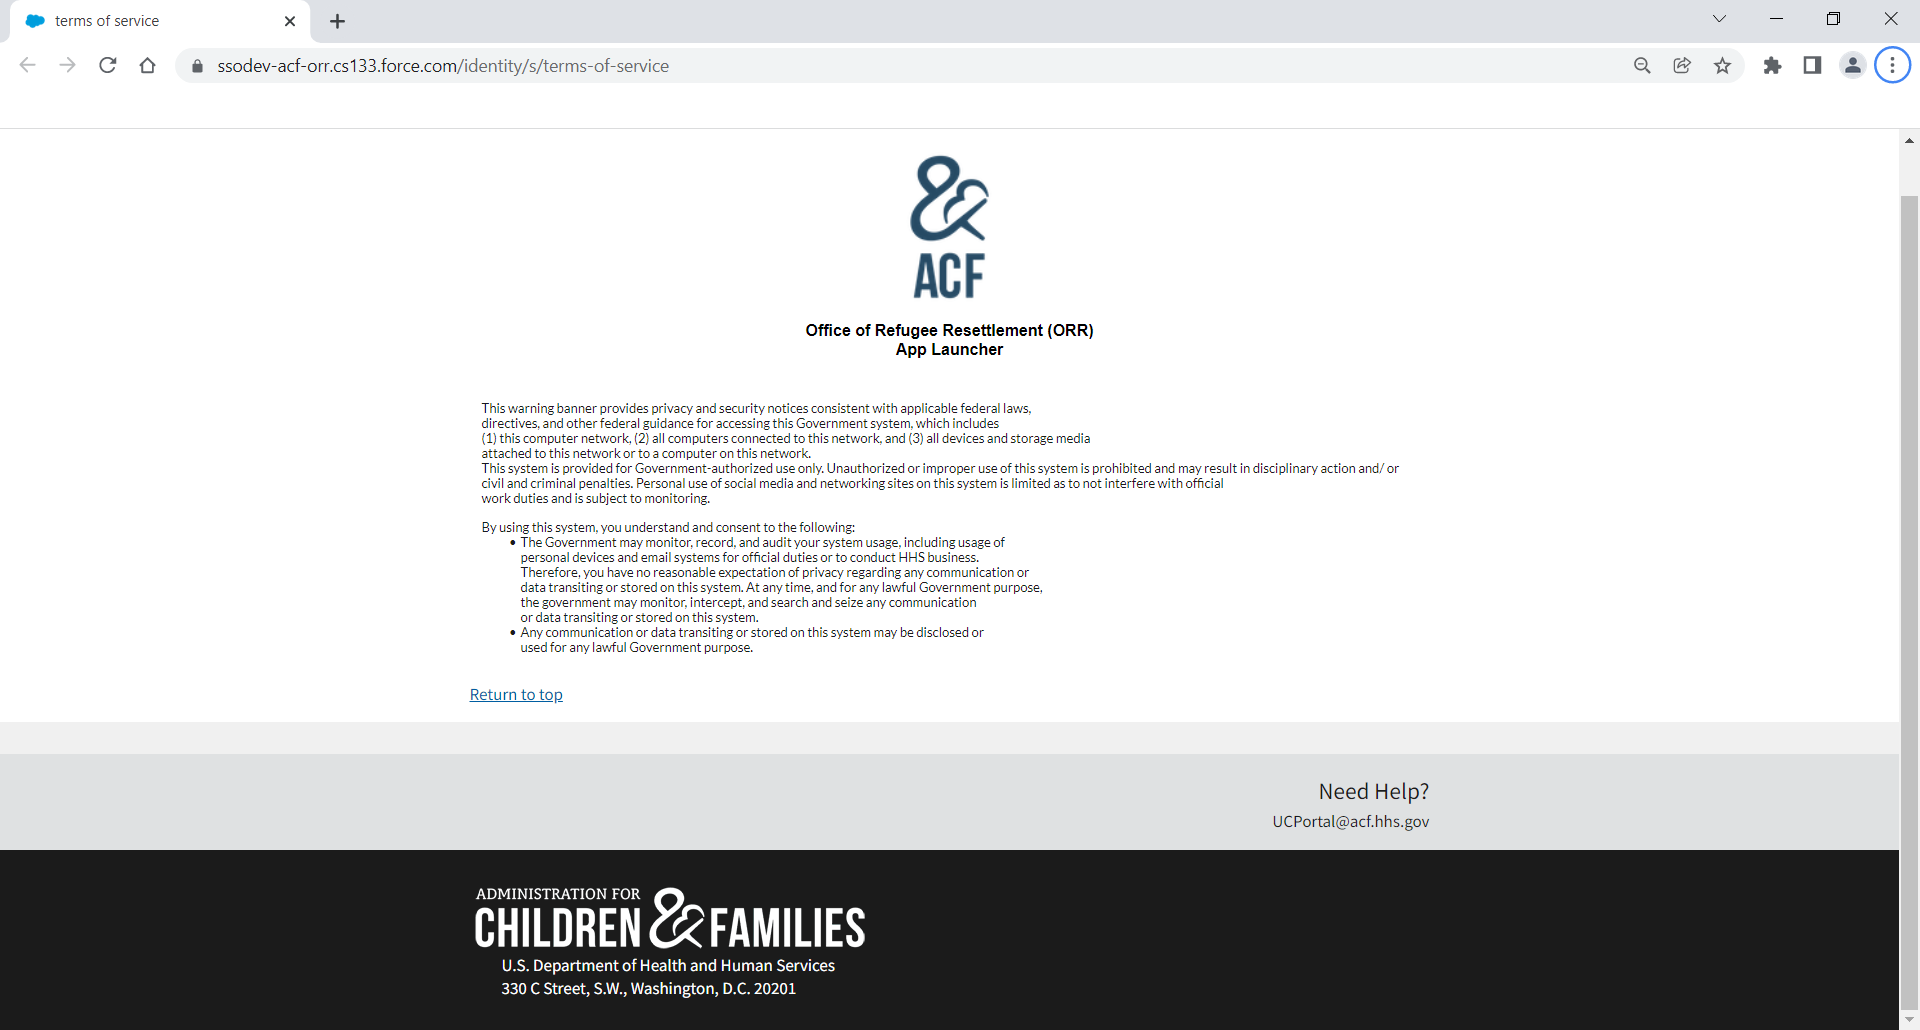 terms of service
ssodev-acf-orr.cs133.force.com/identity/s/terms-of-service
ACF
Office of Refugee Resettlement (ORR)
App Launcher
This warning banner provides privacy and security notices consistent with applicable federal laws,
directives, and other federal guidance for accessing this Government system, which includes
(1) this computer network, (2) all computers connected to this network, and (3) all devices and storage media
attached to this network or to a computer on this network.
This system is provided for Government-authorized use only. Unauthorized or improper use of this system is prohibited and may result in disciplinary action and/ or
civil and criminal penalties. Personal use of social media and networking sites on this system is limited as to not interfere with official
work duties and is subject to monitoring.
By using this system, you understand and consent to the following:
• The Government may monitor, record, and audit your system usage, including usage of
personal devices and email systems for official duties or to conduct HHS business.
Therefore, you have no reasonable expectation of privacy regarding any communication or
data transiting or stored on this system. At any time, and for any lawful Government purpose,
the government may monitor, intercept, and search and seize any communication
or data transiting or stored on this system.
• Any communication or data transiting or stored on this system may be disclosed or
used for any lawful Government purpose.
Return to top
Need Help?
UCPortal@acf.hhs.gov
ADMINISTRATION FOR
CHILDREN & FAMILIES
U.S. Department of Health and Human Services
330 C Street, S.W., Washington, D.C. 20201